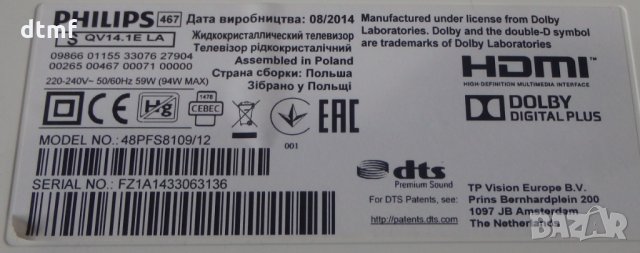 dtmf
PHILIPS 467 Дата виробництва: 08/2014
S QV14.1E LA
09866 01155 33076 27904
00265 00467 00071 00000
220-240V~ 50/60Hz 59W (94W MAX)
Жидкокристаллический телевизор
Телевізор рідкокристалічний
Assembled in Poland
Страна сборки: Польша
Зібрано у Польщі
Manufactured under license from Dolby
Laboratories. Dolby and the double-D symbol
are trademarks of Dolby Laboratories.
HDMI
HIGH-DEFINITION MULTIMEDIA INTERFACE
DOLBY
DIGITAL PLUS
CE
Hg
147B
CEBEC
001
EAC
MODEL NO.: 48PFS8109/12
SERIAL NO.: FZ1A1433063136
dts
Premium Sound
For DTS Patents, see:
http://patents.dts.com
TP Vision Europe B.V.
Prins Bernhardplein 200
1097 JB Amsterdam
The Netherlands
bazar.bg